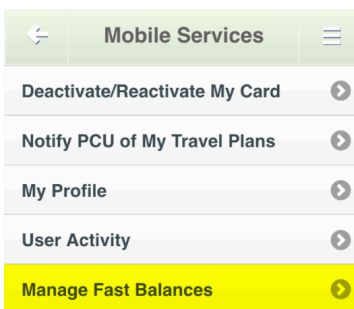 Mobile Services
Deactivate/Reactivate My Card
Notify PCU of My Travel Plans
My Profile
User Activity
Manage Fast Balances